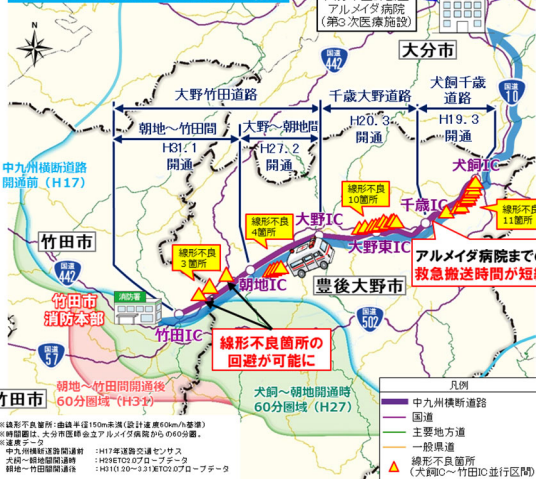 アルメイダ病院
(第3次医療施設)
大分市
国道
442
国道
10
大野竹田道路
千歳大野道路
犬飼千歳
道路
朝地～竹田間
大野～朝地間
H20.3
開通
H19.3
開通
H31.1
開通
H27.2
開通
中九州横断道路
開通前(H17)
犬飼IC
線形不良
10箇所
千歳IC
線形不良
11箇所
大野IC
線形不良
4箇所
大野東IC
竹田市
線形不良
3箇所
アルメイダ病院まで
救急搬送時間が短
国道
442
朝地IC
豊後大野市
竹田市
消防本部
消防署
竹田IC
国道
502
線形不良箇所の
回避が可能に
国道
57
朝地～竹田間開通後
60分圏域(H31)
犬飼～朝地開通時
60分圏域(H27)
竹田市
凡例
中九州横断道路
国道
主要地方道
一般県道
線形不良箇所
(犬飼IC～竹田IC並行区間)
※線形不良箇所:曲線半径150m未満(設計速度60km/h基準)
※時間圏は、大分市医師会立アルメイダ病院からの60分圏。
※速度データ
中九州横断道路開通前 :H17年道路交通センサス
犬飼～朝地間開通時 :H29ETC2.0プローブデータ
朝地～竹田間開通後 :H31(1.20～3.31)ETC2.0プローブデータ